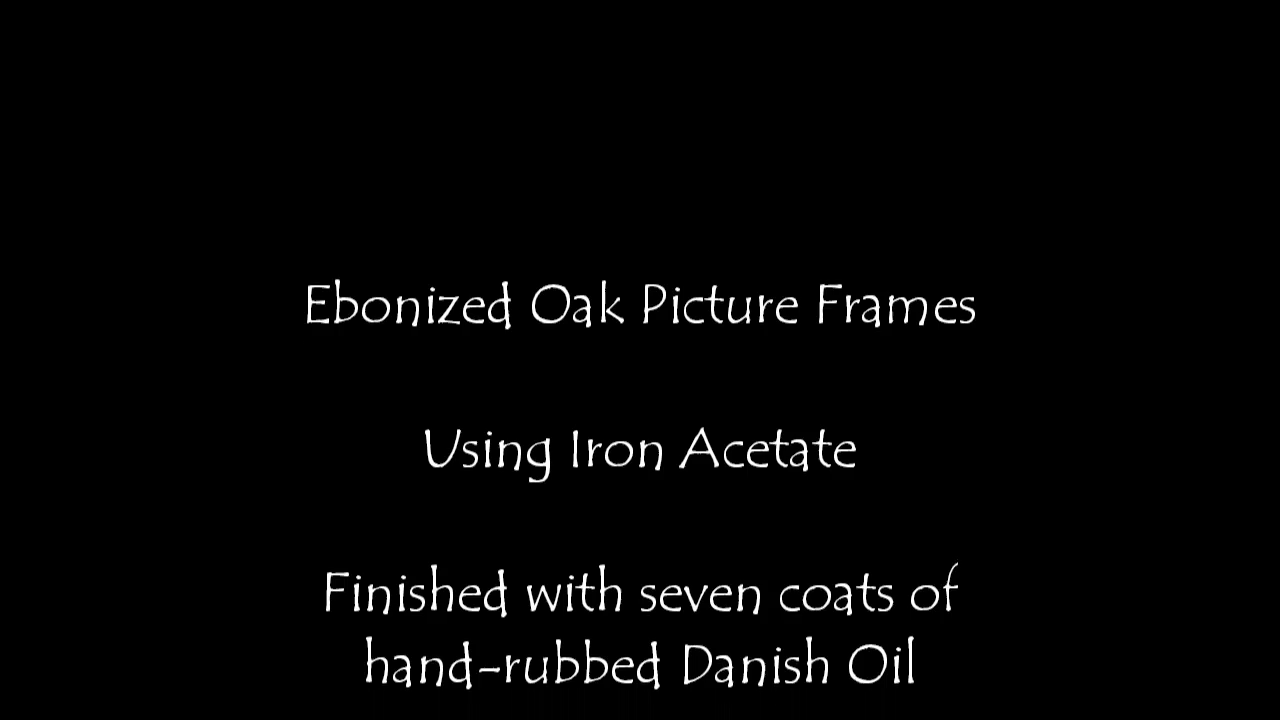 Ebonized Oak Picture Frames
Using Iron Acetate
Finished with seven coats of
hand-rubbed Danish Oil